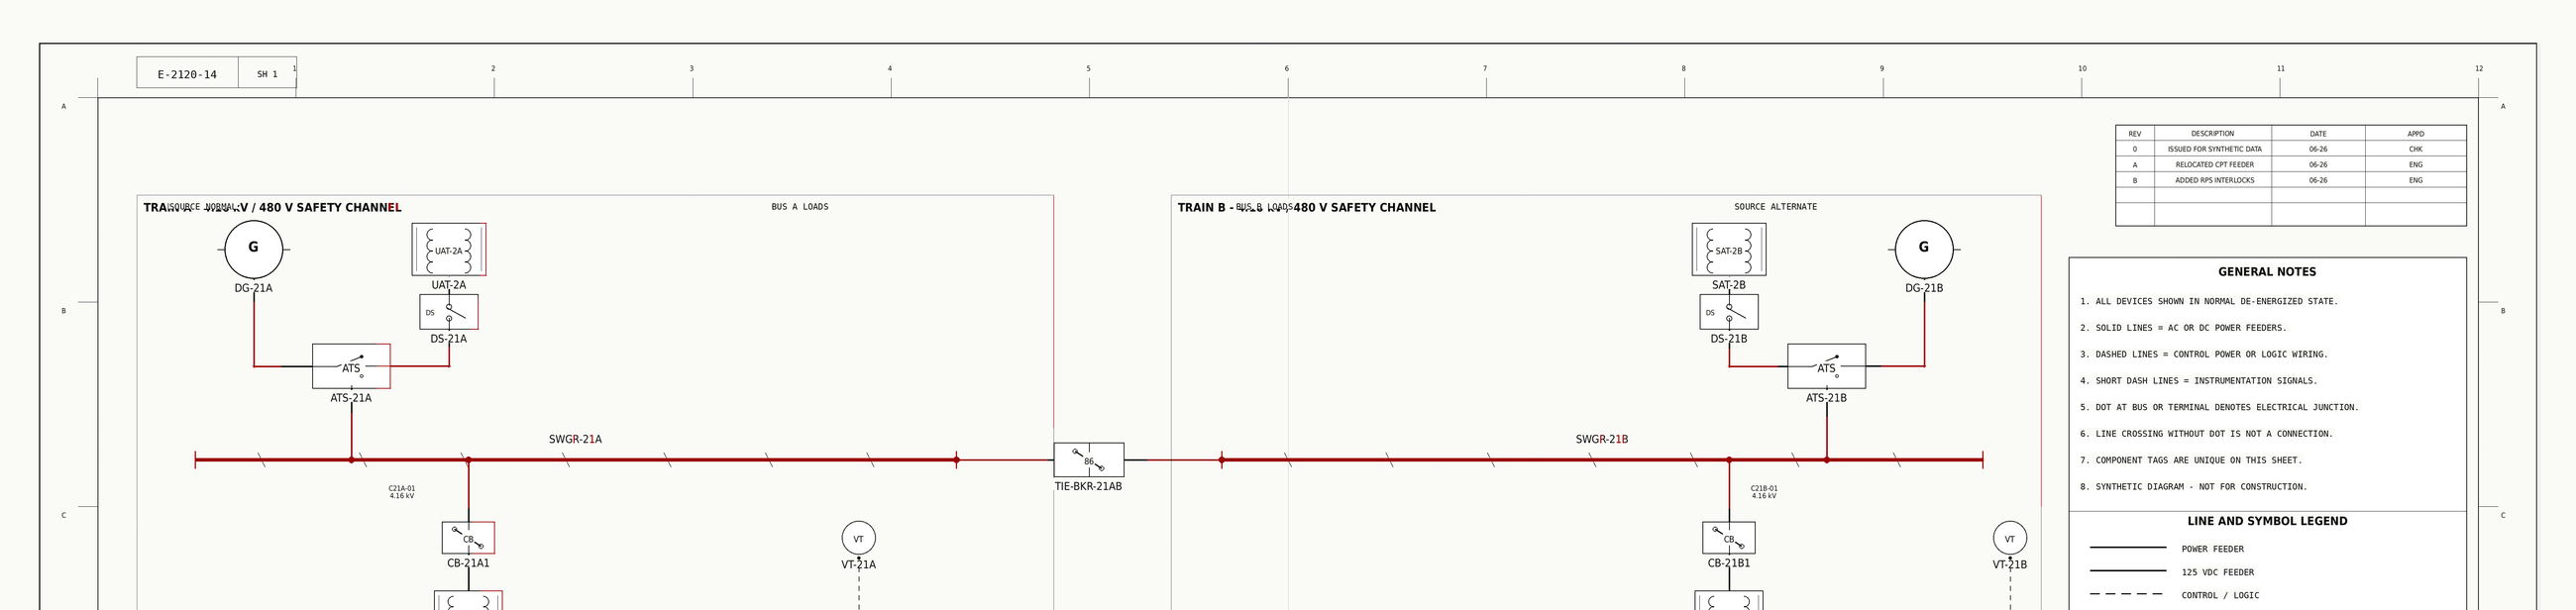 E-2120-14 SH 1
1 2 3 4 5 6 7 8 9 10 11 12
A A
REV DESCRIPTION DATE APPD
0 ISSUED FOR SYNTHETIC DATA 06-26 CHK
A RELOCATED CPT FEEDER 06-26 ENG
B ADDED RPS INTERLOCKS 06-26 ENG
SOURCE NORMAL
V / 480 V SAFETY CHANNEL
BUS A LOADS
TRAIN B - 480 V SAFETY CHANNEL
BUS B LOADS
SOURCE ALTERNATE
G
DG-21A
UAT-2A
UAT-2A
DS
DS-21A
ATS
ATS-21A
SWGR-21A
C21A-01
4.16 kV
CB
CB-21A1
VT
VT-21A
86
TIE-BKR-21AB
SAT-2B
SAT-2B
DS
DS-21B
G
DG-21B
ATS
ATS-21B
SWGR-21B
C21B-01
4.16 kV
CB
CB-21B1
VT
VT-21B
GENERAL NOTES
1. ALL DEVICES SHOWN IN NORMAL DE-ENERGIZED STATE.
2. SOLID LINES = AC OR DC POWER FEEDERS.
3. DASHED LINES = CONTROL POWER OR LOGIC WIRING.
4. SHORT DASH LINES = INSTRUMENTATION SIGNALS.
5. DOT AT BUS OR TERMINAL DENOTES ELECTRICAL JUNCTION.
6. LINE CROSSING WITHOUT DOT IS NOT A CONNECTION.
7. COMPONENT TAGS ARE UNIQUE ON THIS SHEET.
8. SYNTHETIC DIAGRAM - NOT FOR CONSTRUCTION.
LINE AND SYMBOL LEGEND
POWER FEEDER
125 VDC FEEDER
CONTROL / LOGIC
B B
C C